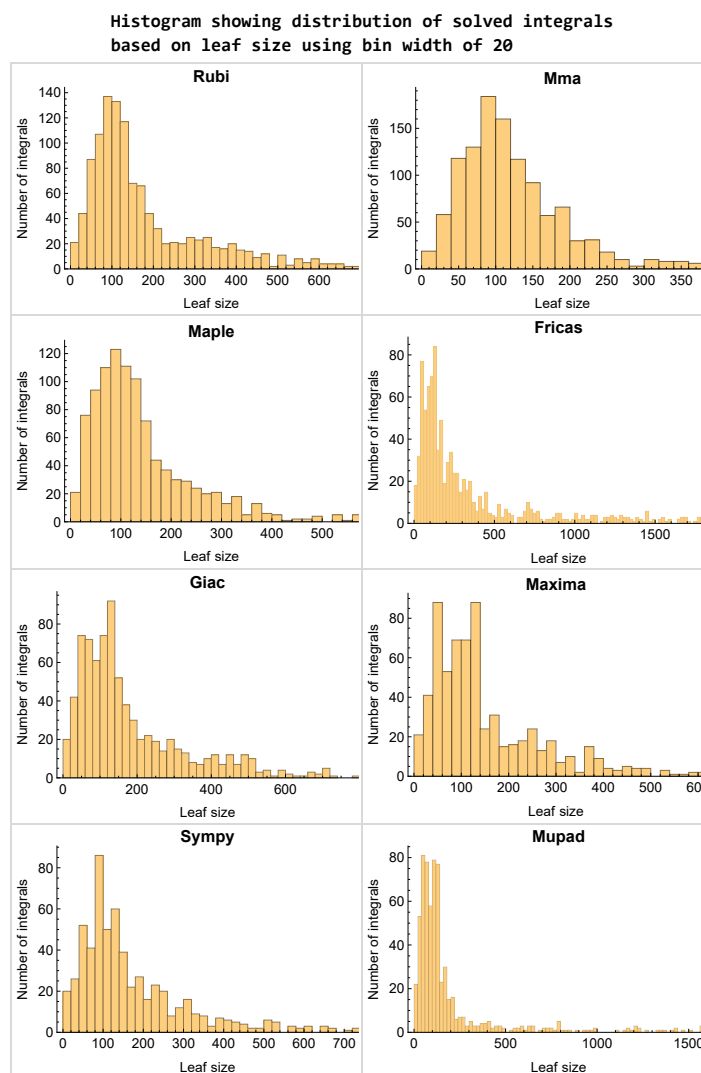 Histogram showing distribution of solved integrals
based on leaf size using bin width of 20
Rubi
Number of integrals
140
120
100
80
60
40
20
0
0 100 200 300 400 500 600
Leaf size
Mma
Number of integrals
150
100
50
0
0 50 100 150 200 250 300 350
Leaf size
Maple
Number of integrals
120
100
80
60
40
20
0
0 100 200 300 400 500
Leaf size
Fricas
Number of integrals
80
60
40
20
0
0 500 1000 1500
Leaf size
Giac
Number of integrals
80
60
40
20
0
0 200 400 600
Leaf size
Maxima
Number of integrals
80
60
40
20
0
0 100 200 300 400 500 600
Leaf size
Sympy
Number of integrals
80
60
40
20
0
0 100 200 300 400 500 600 700
Leaf size
Mupad
Number of integrals
80
60
40
20
0
0 500 1000 1500
Leaf size